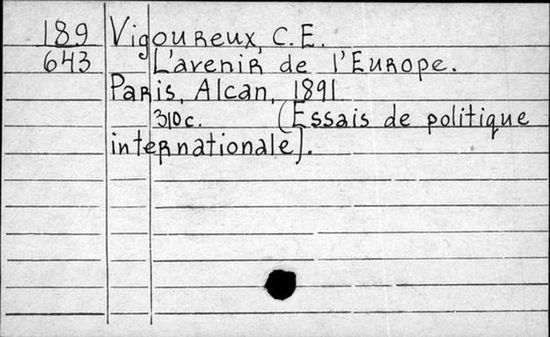 189 Vigoureux, C.E.
643 L'avenir de l'Europe.
Paris, Alcan, 1891
310c. (Essais de politique
internationale).